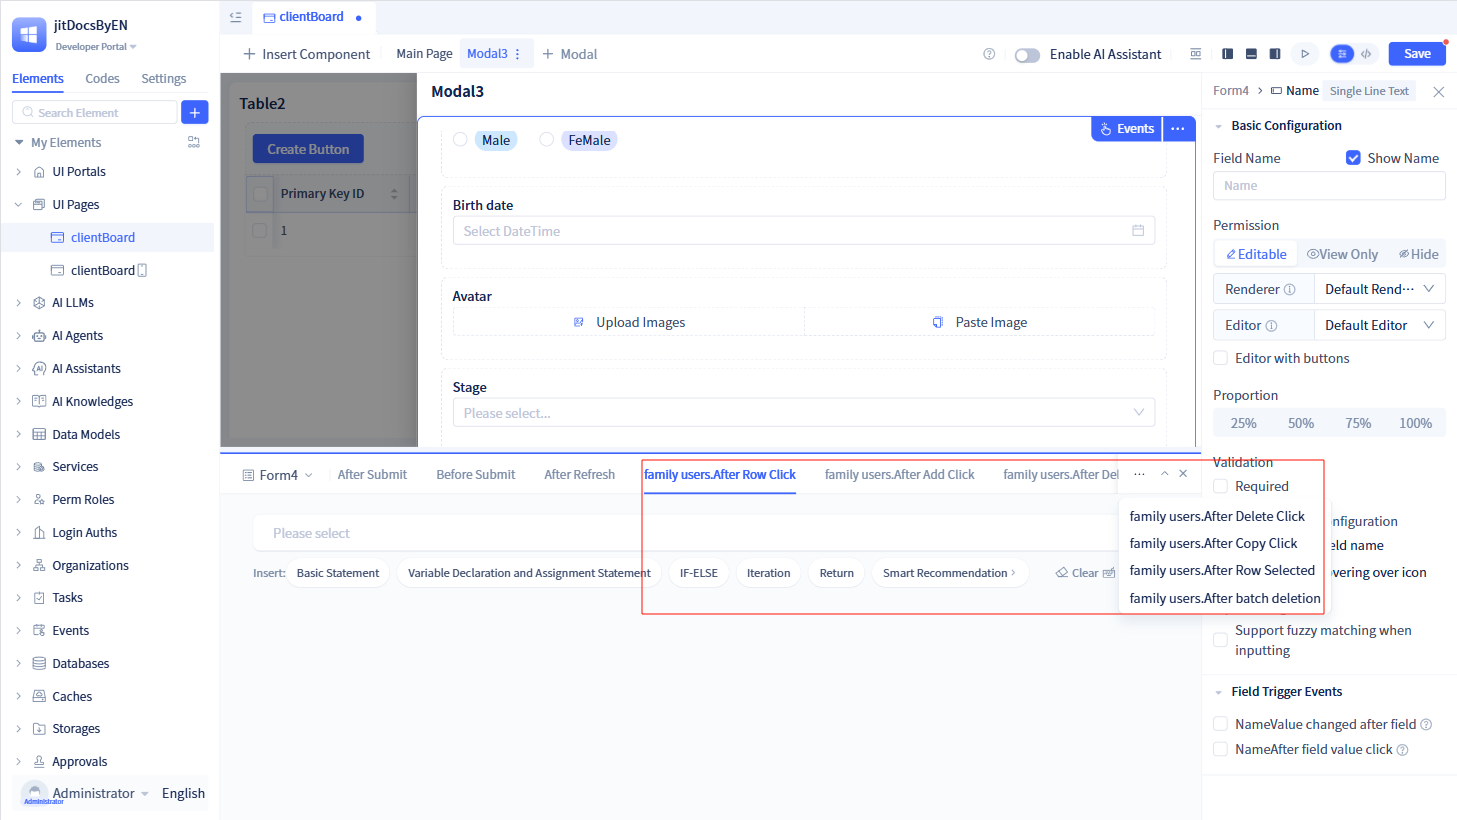 jitDocsByEN
Developer Portal
Elements
Codes
Settings
Search Element
My Elements
UI Portals
UI Pages
clientBoard
clientBoard
AI LLMs
AI Agents
AI Assistants
AI Knowledges
Data Models
Services
Perm Roles
Login Auths
Organizations
Tasks
Events
Databases
Caches
Storages
Approvals
Administrator
Administrator
English
clientBoard
Insert Component
Main Page
Modal3
Modal
Enable AI Assistant
Save
Table2
Create Button
Primary Key ID
1
Modal3
Events
Male
FeMale
Birth date
Select DateTime
Avatar
Upload Images
Paste Image
Stage
Please select...
Form4
After Submit
Before Submit
After Refresh
family users.After Row Click
family users.After Add Click
family users.After Del
...
Please select
Insert:
Basic Statement
Variable Declaration and Assignment Statement
IF-ELSE
Iteration
Return
Smart Recommendation
Clear
family users.After Delete Click
family users.After Copy Click
family users.After Row Selected
family users.After batch deletion
Form4 > Name Single Line Text
Basic Configuration
Field Name
Show Name
Name
Permission
Editable
View Only
Hide
Renderer
Default Rend···
Editor
Default Editor
Editor with buttons
Proportion
25%
50%
75%
100%
Validation
Required
nfiguration
eld name
vering over icon
Support fuzzy matching when
inputting
Field Trigger Events
NameValue changed after field
NameAfter field value click